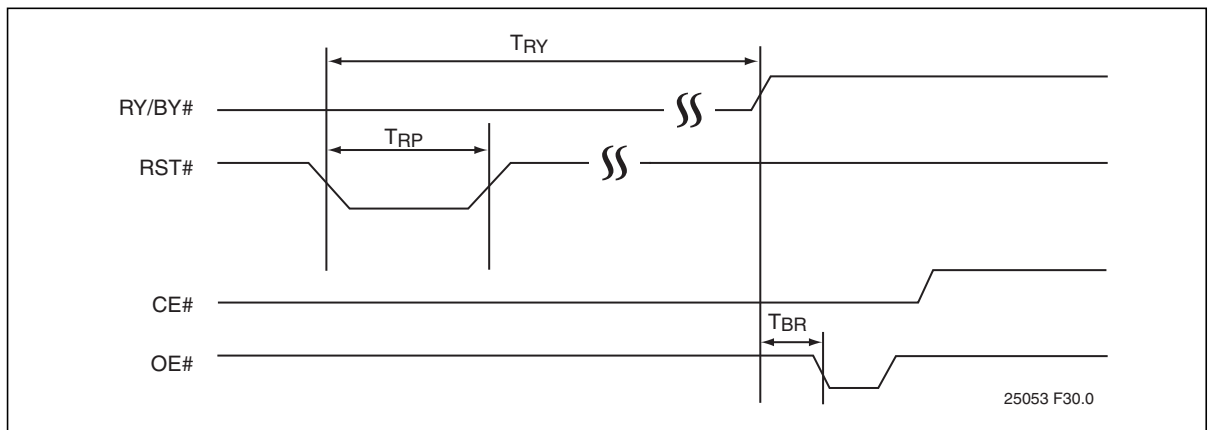 TRY
RY/BY#
TRP
RST#
CE#
TBR
OE#
25053 F30.0